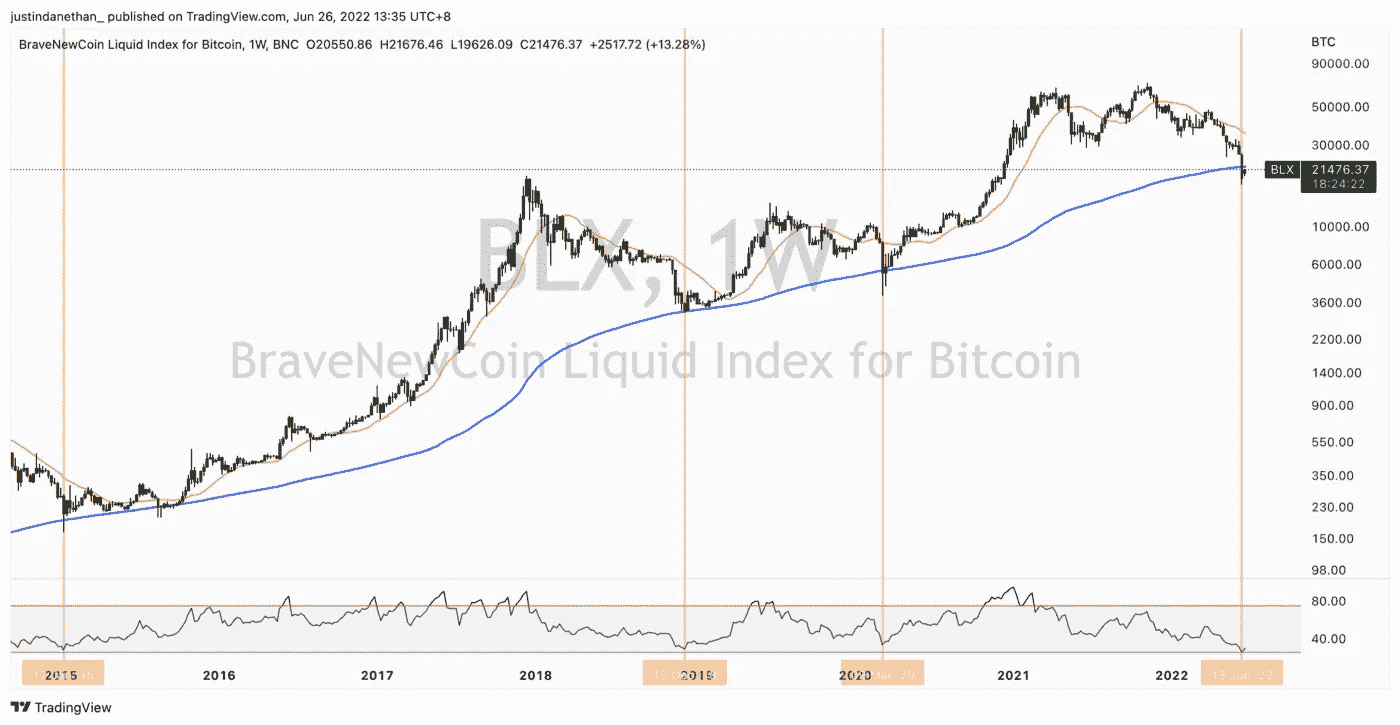 justindanethan_ published on TradingView.com, Jun 26, 2022 13:35 UTC+8
BraveNewCoin Liquid Index for Bitcoin, 1W, BNC O20550.86 H21676.46 L19626.09 C21476.37 +2517.72 (+13.28%)
BTC
90000.00
50000.00
30000.00
BLX 21476.37
18:24:22
10000.00
6000.00
3600.00
2200.00
1400.00
900.00
550.00
350.00
230.00
150.00
98.00
BLX, 1W
BraveNewCoin Liquid Index for Bitcoin
80.00
40.00
2015 2016 2017 2018 2019 2020 2021 2022
TradingView